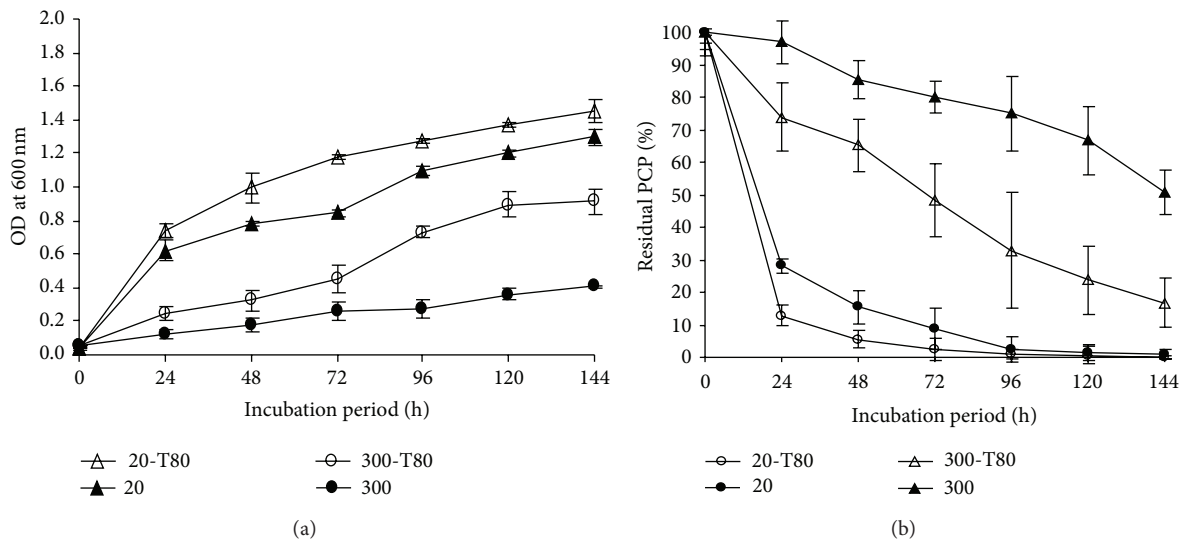 2.0
1.8
1.6
1.4
1.2
1.0
0.8
0.6
0.4
0.2
0.0
OD at 600 nm
0 24 48 72 96 120 144
Incubation period (h)
20-T80 300-T80
20 300
(a)
100
90
80
70
60
50
40
30
20
10
0
Residual PCP (%)
0 24 48 72 96 120 144
Incubation period (h)
20-T80 300-T80
20 300
(b)